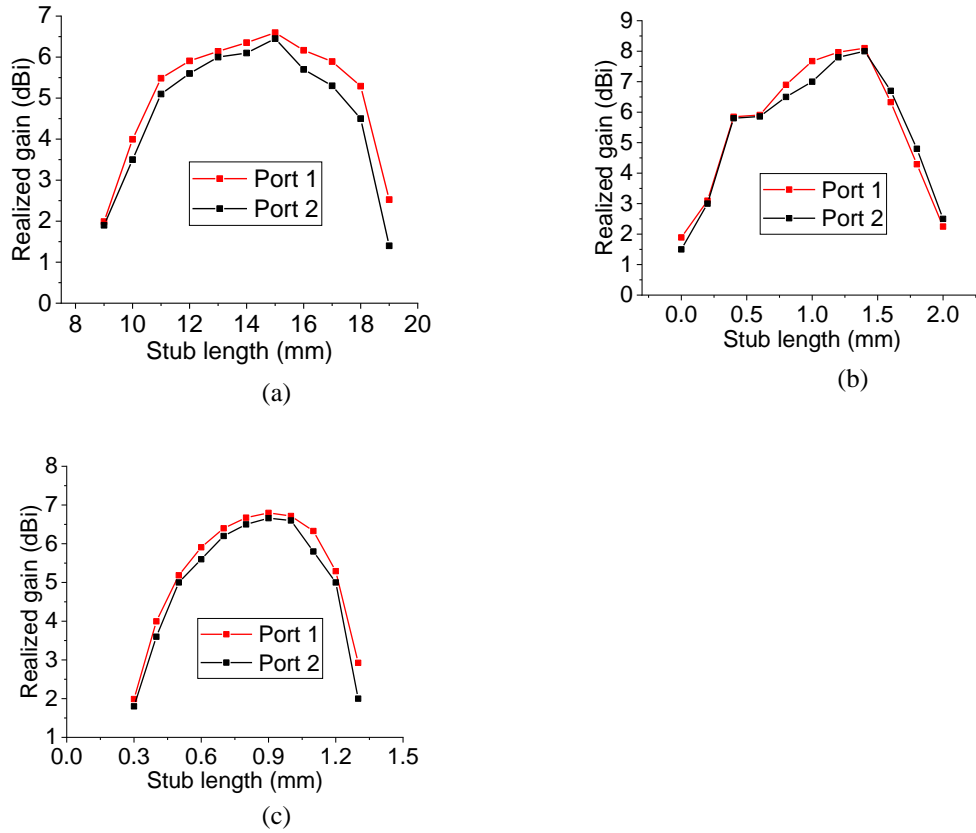 7
6
5
4
3
2
1
0
Realized gain (dBi)
Port 1
Port 2
8 10 12 14 16 18 20
Stub length (mm)
(a)
9
8
7
6
5
4
3
2
1
0
Realized gain (dBi)
Port 1
Port 2
0.0 0.5 1.0 1.5 2.0
Stub length (mm)
(b)
8
7
6
5
4
3
2
1
Realized gain (dBi)
Port 1
Port 2
0.0 0.3 0.6 0.9 1.2 1.5
Stub length (mm)
(c)